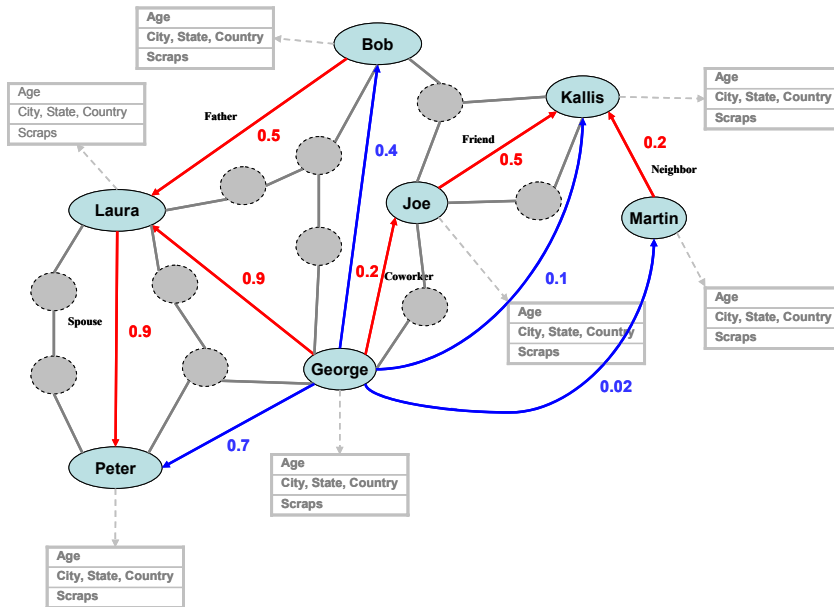 Age
City, State, Country
Scraps
Bob
Age
City, State, Country
Scraps
Kallis
Age
City, State, Country
Scraps
Father
0.5
0.4
Friend
0.5
0.2
Neighbor
Laura
Joe
Martin
0.9
0.2
Coworker
0.1
Spouse
0.9
Age
City, State, Country
Scraps
Age
City, State, Country
Scraps
George
0.02
0.7
Peter
Age
City, State, Country
Scraps
Age
City, State, Country
Scraps